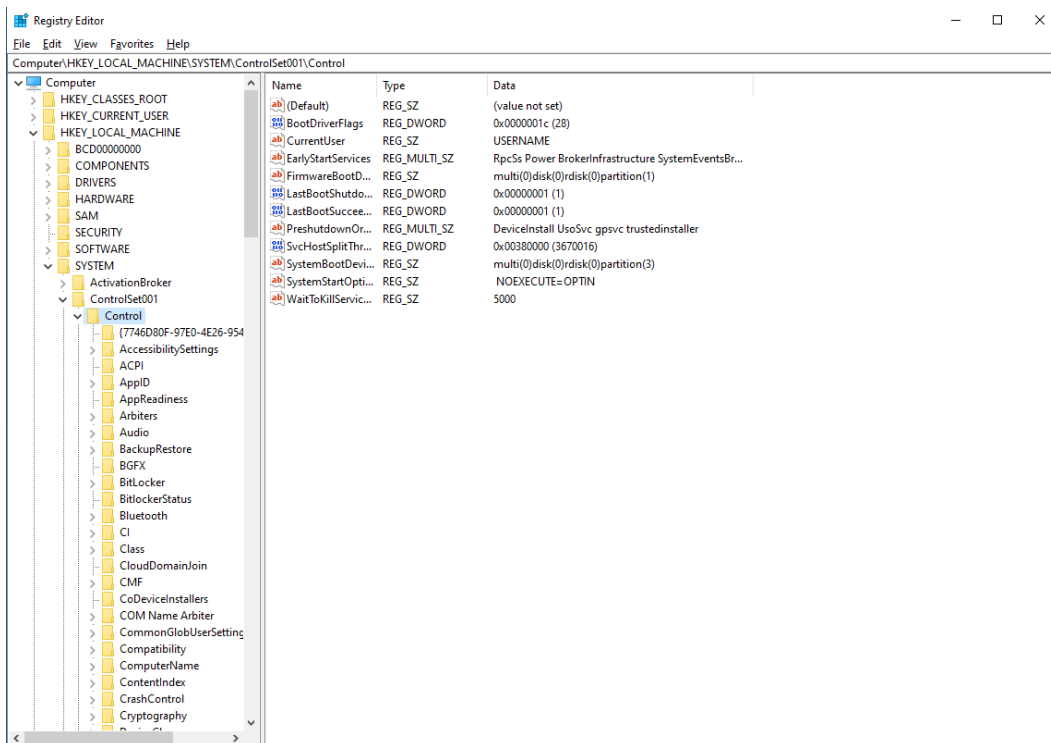 Registry Editor
File Edit View Favorites Help
Computer\HKEY_LOCAL_MACHINE\SYSTEM\ControlSet001\Control
Computer
HKEY_CLASSES_ROOT
HKEY_CURRENT_USER
HKEY_LOCAL_MACHINE
BCD00000000
COMPONENTS
DRIVERS
HARDWARE
SAM
SECURITY
SOFTWARE
SYSTEM
ActivationBroker
ControlSet001
Control
{7746D80F-97E0-4E26-954
AccessibilitySettings
ACPI
AppID
AppReadiness
Arbiters
Audio
BackupRestore
BGFX
BitLocker
BitlockerStatus
Bluetooth
CI
Class
CloudDomainJoin
CMF
CoDeviceInstallers
COM Name Arbiter
CommonGlobUserSetting
Compatibility
ComputerName
ContentIndex
CrashControl
Cryptography
Name Type Data
(Default) REG_SZ (value not set)
BootDriverFlags REG_DWORD 0x0000001c (28)
CurrentUser REG_SZ USERNAME
EarlyStartServices REG_MULTI_SZ RpcSs Power BrokerInfrastructure SystemEventsBr...
FirmwareBootD... REG_SZ multi(0)disk(0)rdisk(0)partition(1)
LastBootShutdo... REG_DWORD 0x00000001 (1)
LastBootSuccee... REG_DWORD 0x00000001 (1)
PreshutdownOr... REG_MULTI_SZ DeviceInstall UsoSvc gpsvc trustedinstaller
SvcHostSplitThr... REG_DWORD 0x00380000 (3670016)
SystemBootDevi... REG_SZ multi(0)disk(0)rdisk(0)partition(3)
SystemStartOpti... REG_SZ NOEXECUTE=OPTIN
WaitToKillServic... REG_SZ 5000